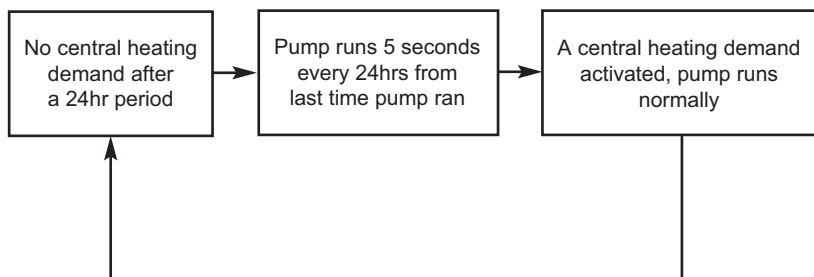 No central heating
demand after
a 24hr period
Pump runs 5 seconds
every 24hrs from
last time pump ran
A central heating demand
activated, pump runs
normally